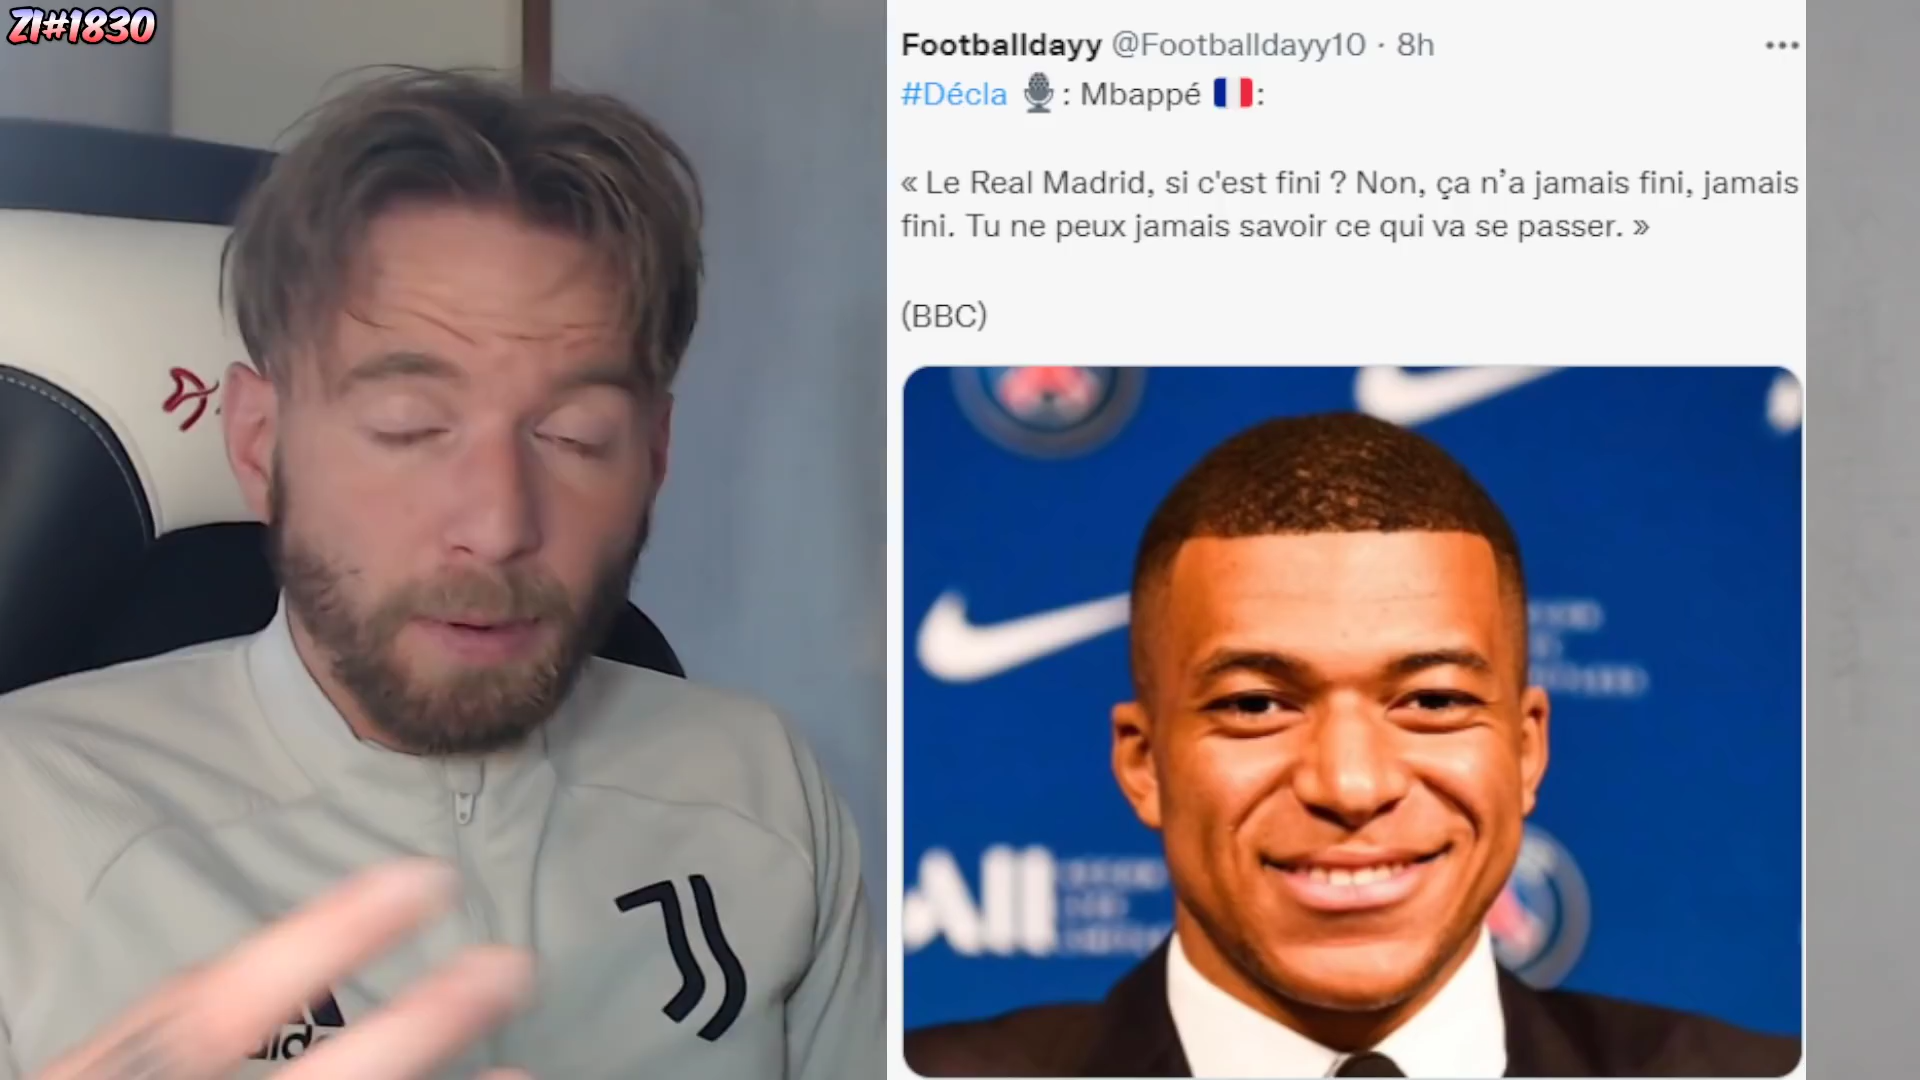 ZI#1830
Footballdayy @Footballdayy10 · 8h
#Décla 🎙: Mbappé 🇫🇷:
« Le Real Madrid, si c'est fini ? Non, ça n’a jamais fini, jamais
fini. Tu ne peux jamais savoir ce qui va se passer. »
(BBC)
All